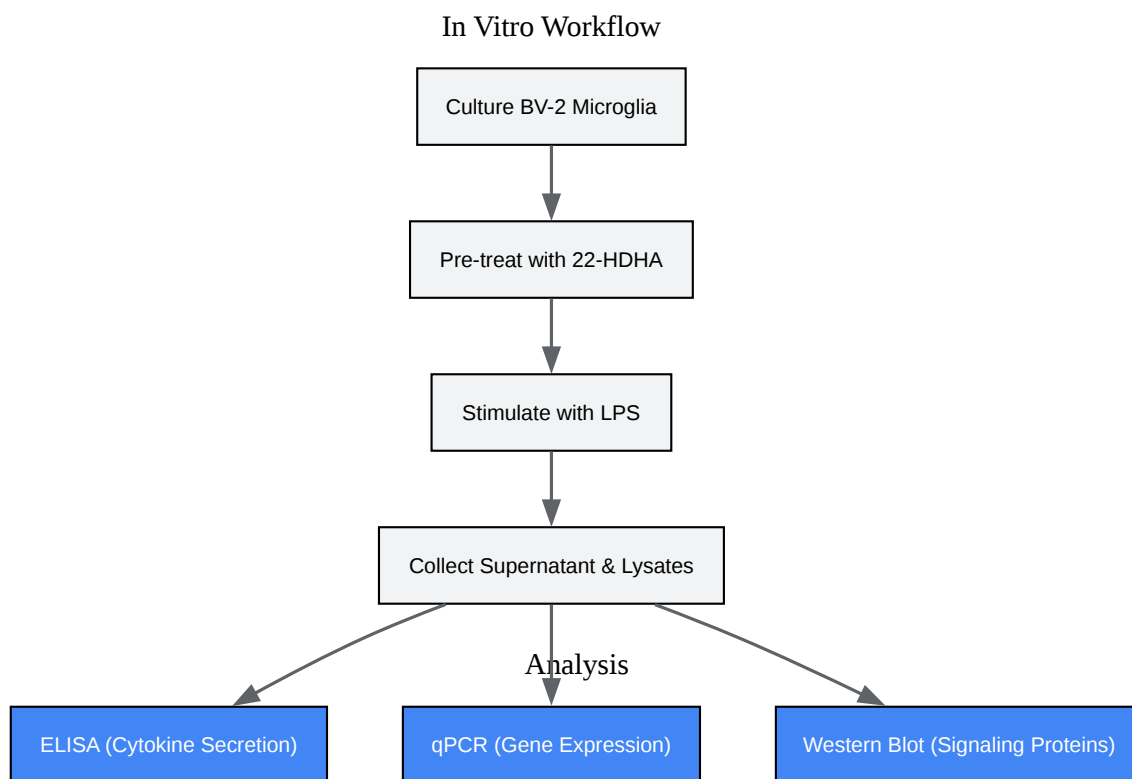 In Vitro Workflow
Culture BV-2 Microglia
Pre-treat with 22-HDHA
Stimulate with LPS
Collect Supernatant & Lysates
Analysis
ELISA (Cytokine Secretion)
qPCR (Gene Expression)
Western Blot (Signaling Proteins)